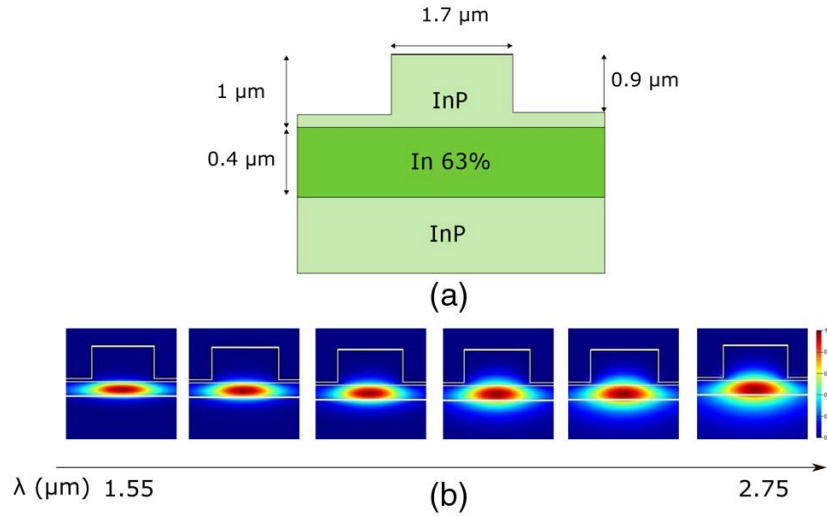 1.7 µm
1 µm
InP
0.9 µm
0.4 µm
In 63%
InP
(a)
λ (µm) 1.55
(b)
2.75